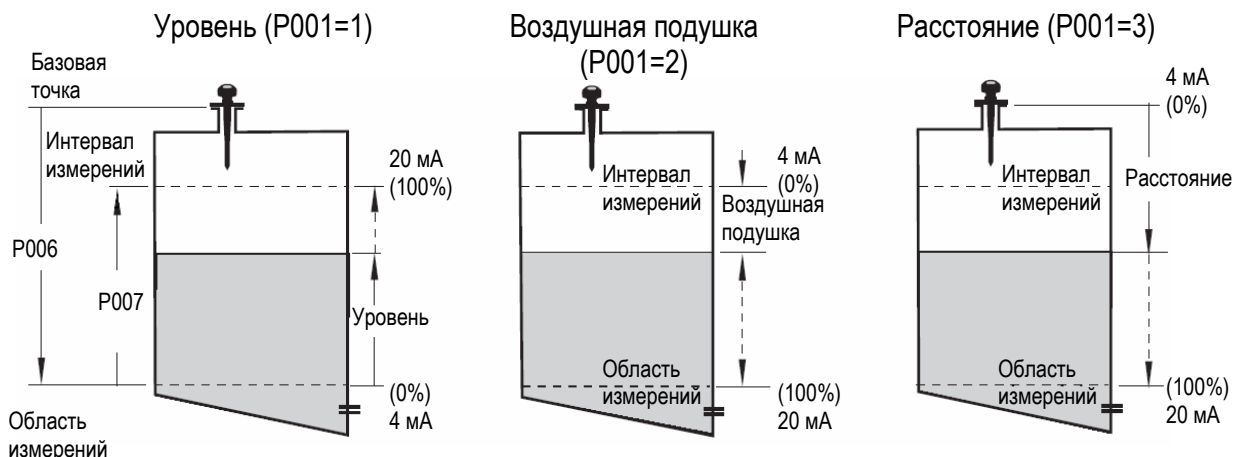 Уровень (P001=1)
Базовая
точка
Интервал
измерений
20 мА
(100%)
P006
P007
Уровень
(0%)
4 мА
Область
измерений
Воздушная подушка
(P001=2)
4 мА
(0%)
Интервал
измерений
Воздушная
подушка
Область
измерений
(100%)
20 мА
Расстояние (P001=3)
4 мА
(0%)
Интервал
измерений
Расстояние
Область
измерений
(100%)
20 мА